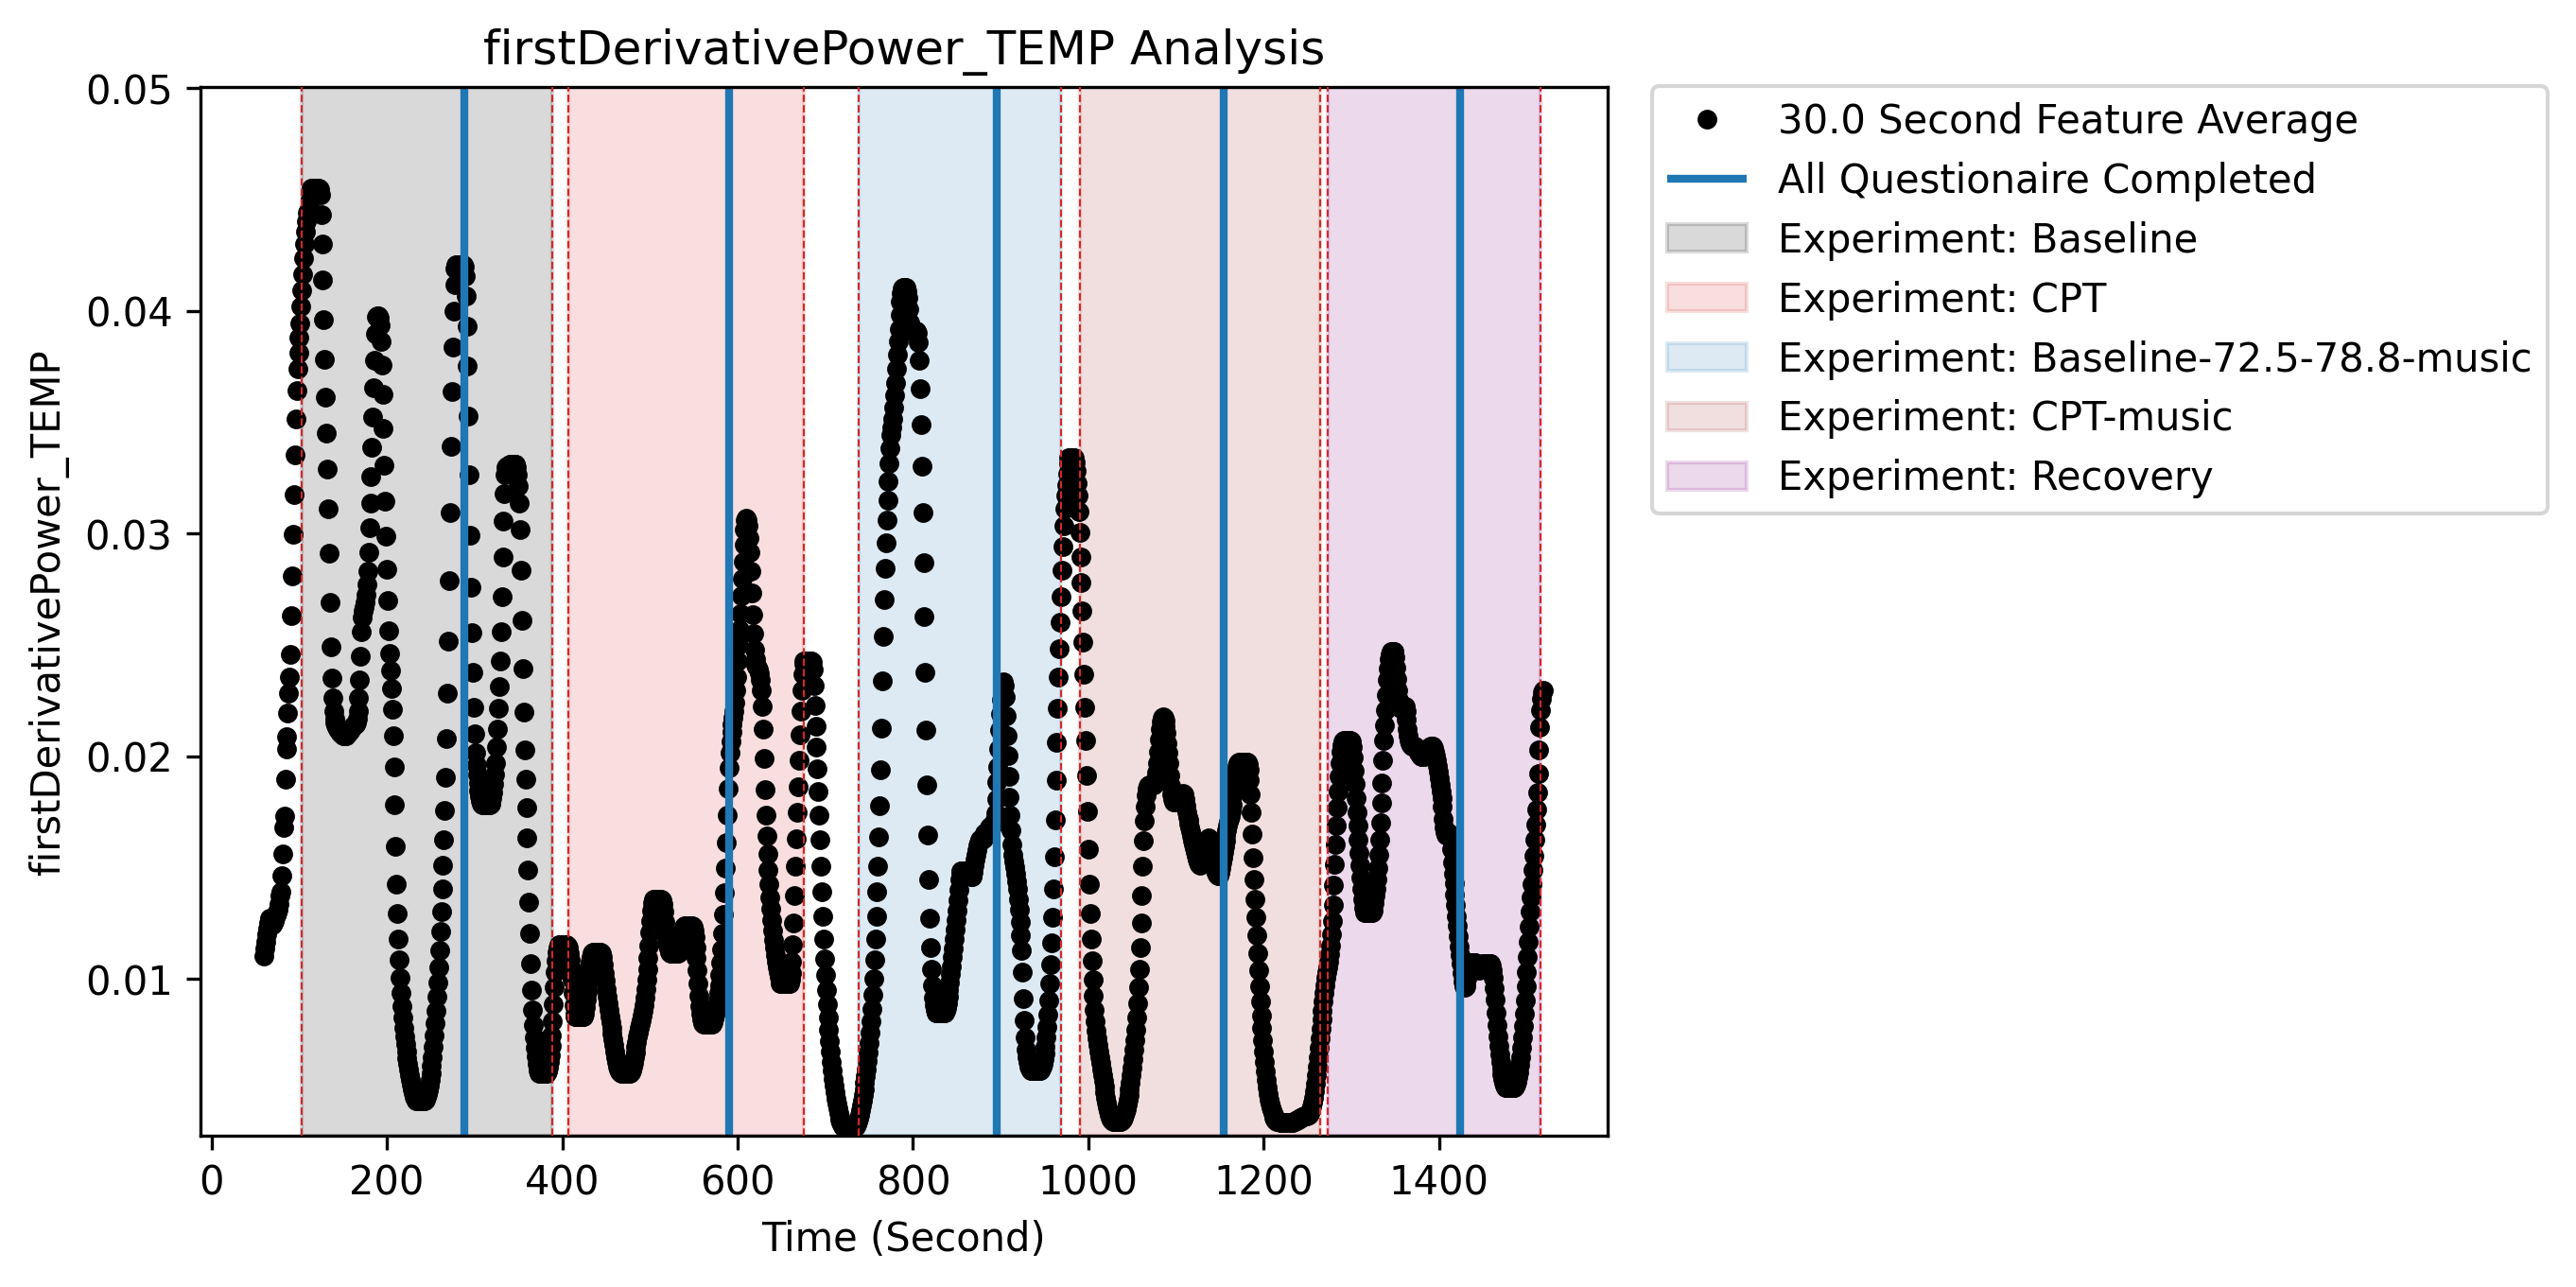 firstDerivativePower_TEMP Analysis
0.05
0.04
0.03
0.02
0.01
firstDerivativePower_TEMP
0 200 400 600 800 1000 1200 1400
Time (Second)
30.0 Second Feature Average
All Questionaire Completed
Experiment: Baseline
Experiment: CPT
Experiment: Baseline-72.5-78.8-music
Experiment: CPT-music
Experiment: Recovery